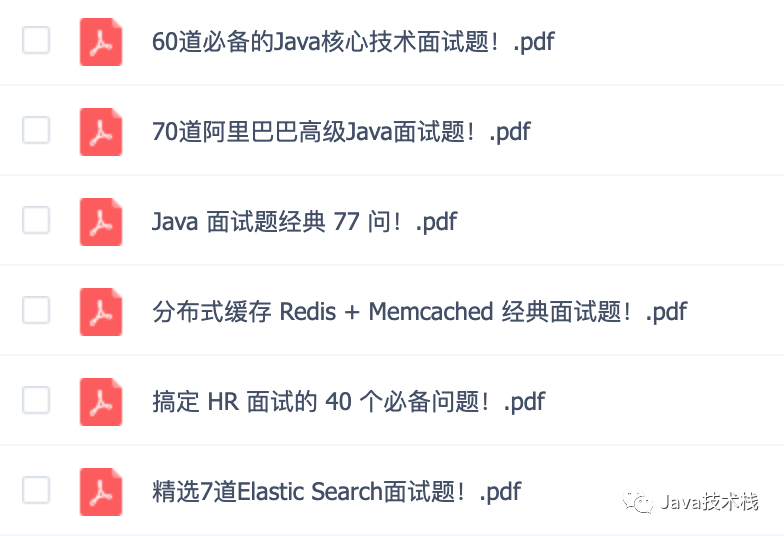 60道必备的Java核心技术面试题！.pdf
70道阿里巴巴高级Java面试题！.pdf
Java 面试题经典 77 问！.pdf
分布式缓存 Redis + Memcached 经典面试题！.pdf
搞定 HR 面试的 40 个必备问题！.pdf
精选7道Elastic Search面试题！.pdf
Java技术栈